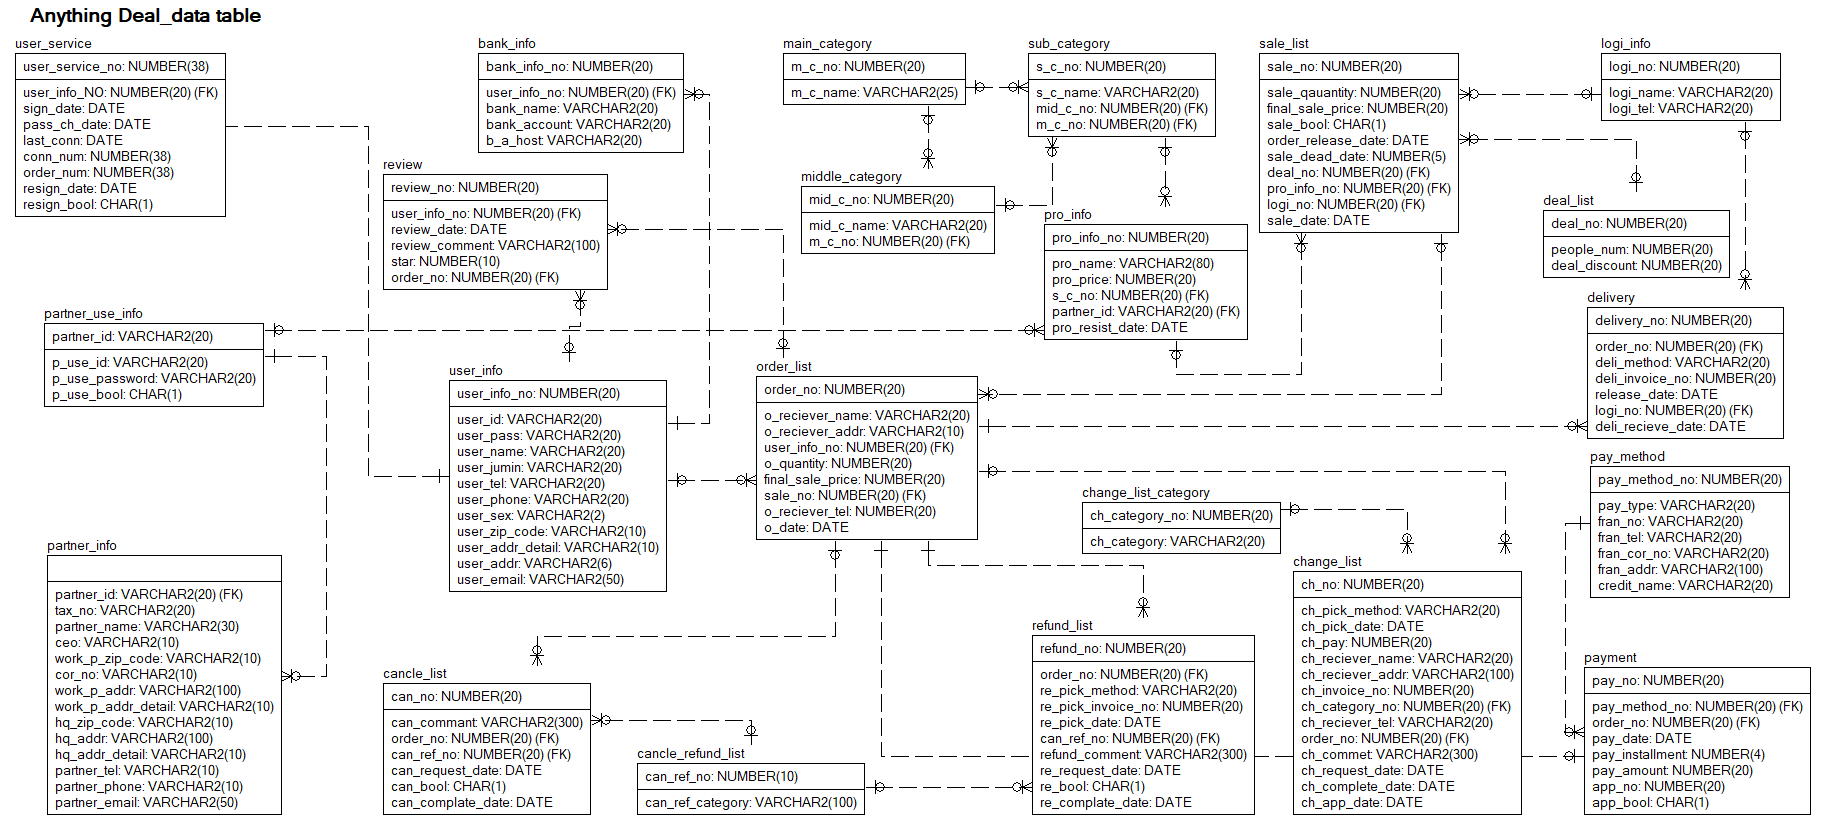 Anything Deal_data table
user_service
user_service_no: NUMBER(38)
user_info_NO: NUMBER(20) (FK)
sign_date: DATE
pass_ch_date: DATE
last_conn: DATE
conn_num: NUMBER(38)
order_num: NUMBER(38)
resign_date: DATE
resign_bool: CHAR(1)
bank_info
bank_info_no: NUMBER(20)
user_info_no: NUMBER(20) (FK)
bank_name: VARCHAR2(20)
bank_account: VARCHAR2(20)
b_a_host: VARCHAR2(20)
main_category
m_c_no: NUMBER(20)
m_c_name: VARCHAR2(25)
sub_category
s_c_no: NUMBER(20)
s_c_name: VARCHAR2(20)
mid_c_no: NUMBER(20) (FK)
m_c_no: NUMBER(20) (FK)
sale_list
sale_no: NUMBER(20)
sale_qauantity: NUMBER(20)
final_sale_price: NUMBER(20)
sale_bool: CHAR(1)
order_release_date: DATE
sale_dead_date: NUMBER(5)
deal_no: NUMBER(20) (FK)
pro_info_no: NUMBER(20) (FK)
logi_no: NUMBER(20) (FK)
sale_date: DATE
logi_info
logi_no: NUMBER(20)
logi_name: VARCHAR2(20)
logi_tel: VARCHAR2(20)
review
review_no: NUMBER(20)
user_info_no: NUMBER(20) (FK)
review_date: DATE
review_comment: VARCHAR2(100)
star: NUMBER(10)
order_no: NUMBER(20) (FK)
middle_category
mid_c_no: NUMBER(20)
mid_c_name: VARCHAR2(20)
m_c_no: NUMBER(20) (FK)
pro_info
pro_info_no: NUMBER(20)
pro_name: VARCHAR2(80)
pro_price: NUMBER(20)
s_c_no: NUMBER(20) (FK)
partner_id: VARCHAR2(20) (FK)
pro_resist_date: DATE
deal_list
deal_no: NUMBER(20)
people_num: NUMBER(20)
deal_discount: NUMBER(20)
partner_use_info
partner_id: VARCHAR2(20)
p_use_id: VARCHAR2(20)
p_use_password: VARCHAR2(20)
p_use_bool: CHAR(1)
delivery
delivery_no: NUMBER(20)
order_no: NUMBER(20) (FK)
deli_method: VARCHAR2(20)
deli_invoice_no: NUMBER(20)
release_date: DATE
logi_no: NUMBER(20) (FK)
deli_recieve_date: DATE
user_info
user_info_no: NUMBER(20)
user_id: VARCHAR2(20)
user_pass: VARCHAR2(20)
user_name: VARCHAR2(20)
user_jumin: VARCHAR2(20)
user_tel: VARCHAR2(20)
user_phone: VARCHAR2(20)
user_sex: VARCHAR2(2)
user_zip_code: VARCHAR2(10)
user_addr_detail: VARCHAR2(10)
user_addr: VARCHAR2(6)
user_email: VARCHAR2(50)
order_list
order_no: NUMBER(20)
o_reciever_name: VARCHAR2(20)
o_reciever_addr: VARCHAR2(10)
user_info_no: NUMBER(20) (FK)
o_quantity: NUMBER(20)
final_sale_price: NUMBER(20)
sale_no: NUMBER(20) (FK)
o_reciever_tel: NUMBER(20)
o_date: DATE
pay_method
pay_method_no: NUMBER(20)
pay_type: VARCHAR2(20)
fran_no: VARCHAR2(20)
fran_tel: VARCHAR2(20)
fran_cor_no: VARCHAR2(20)
fran_addr: VARCHAR2(100)
credit_name: VARCHAR2(20)
change_list_category
ch_category_no: NUMBER(20)
ch_category: VARCHAR2(20)
partner_info
partner_id: VARCHAR2(20) (FK)
tax_no: VARCHAR2(20)
partner_name: VARCHAR2(30)
ceo: VARCHAR2(10)
work_p_zip_code: VARCHAR2(10)
cor_no: VARCHAR2(10)
work_p_addr: VARCHAR2(100)
work_p_addr_detail: VARCHAR2(10)
hq_zip_code: VARCHAR2(10)
hq_addr: VARCHAR2(100)
hq_addr_detail: VARCHAR2(10)
partner_tel: VARCHAR2(10)
partner_phone: VARCHAR2(10)
partner_email: VARCHAR2(50)
change_list
ch_no: NUMBER(20)
ch_pick_method: VARCHAR2(20)
ch_pick_date: DATE
ch_pay: NUMBER(20)
ch_reciever_name: VARCHAR2(20)
ch_reciever_addr: VARCHAR2(100)
ch_invoice_no: NUMBER(20)
ch_category_no: NUMBER(20) (FK)
ch_reciever_tel: VARCHAR2(20)
order_no: NUMBER(20) (FK)
ch_commet: VARCHAR2(300)
ch_request_date: DATE
ch_complete_date: DATE
ch_app_date: DATE
refund_list
refund_no: NUMBER(20)
order_no: NUMBER(20) (FK)
re_pick_method: VARCHAR2(20)
re_pick_invoice_no: NUMBER(20)
re_pick_date: DATE
can_ref_no: NUMBER(20) (FK)
refund_comment: VARCHAR2(300)
re_request_date: DATE
re_bool: CHAR(1)
re_complate_date: DATE
payment
pay_no: NUMBER(20)
pay_method_no: NUMBER(20) (FK)
order_no: NUMBER(20) (FK)
pay_date: DATE
pay_installment: NUMBER(4)
pay_amount: NUMBER(20)
app_no: NUMBER(20)
app_bool: CHAR(1)
cancle_list
can_no: NUMBER(20)
can_commant: VARCHAR2(300)
order_no: NUMBER(20) (FK)
can_ref_no: NUMBER(20) (FK)
can_request_date: DATE
can_bool: CHAR(1)
can_complate_date: DATE
cancle_refund_list
can_ref_no: NUMBER(10)
can_ref_category: VARCHAR2(100)